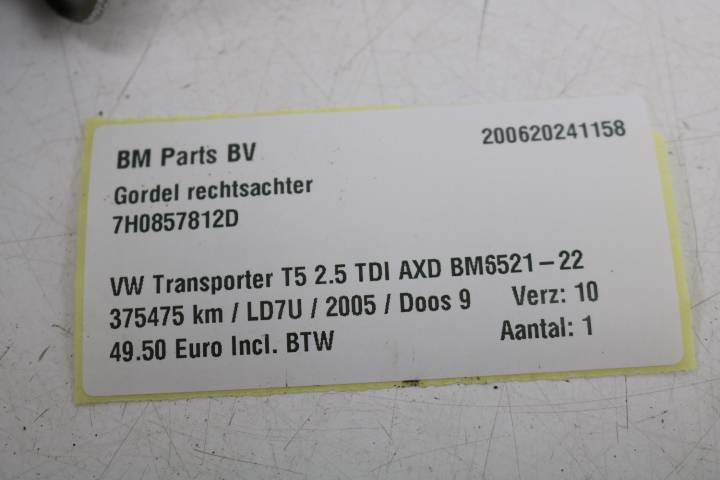 BM Parts BV 200620241158
Gordel rechtsachter
7H0857812D
VW Transporter T5 2.5 TDI AXD BM6521-22
375475 km / LD7U / 2005 / Doos 9 Verz: 10
49.50 Euro Incl. BTW Aantal: 1